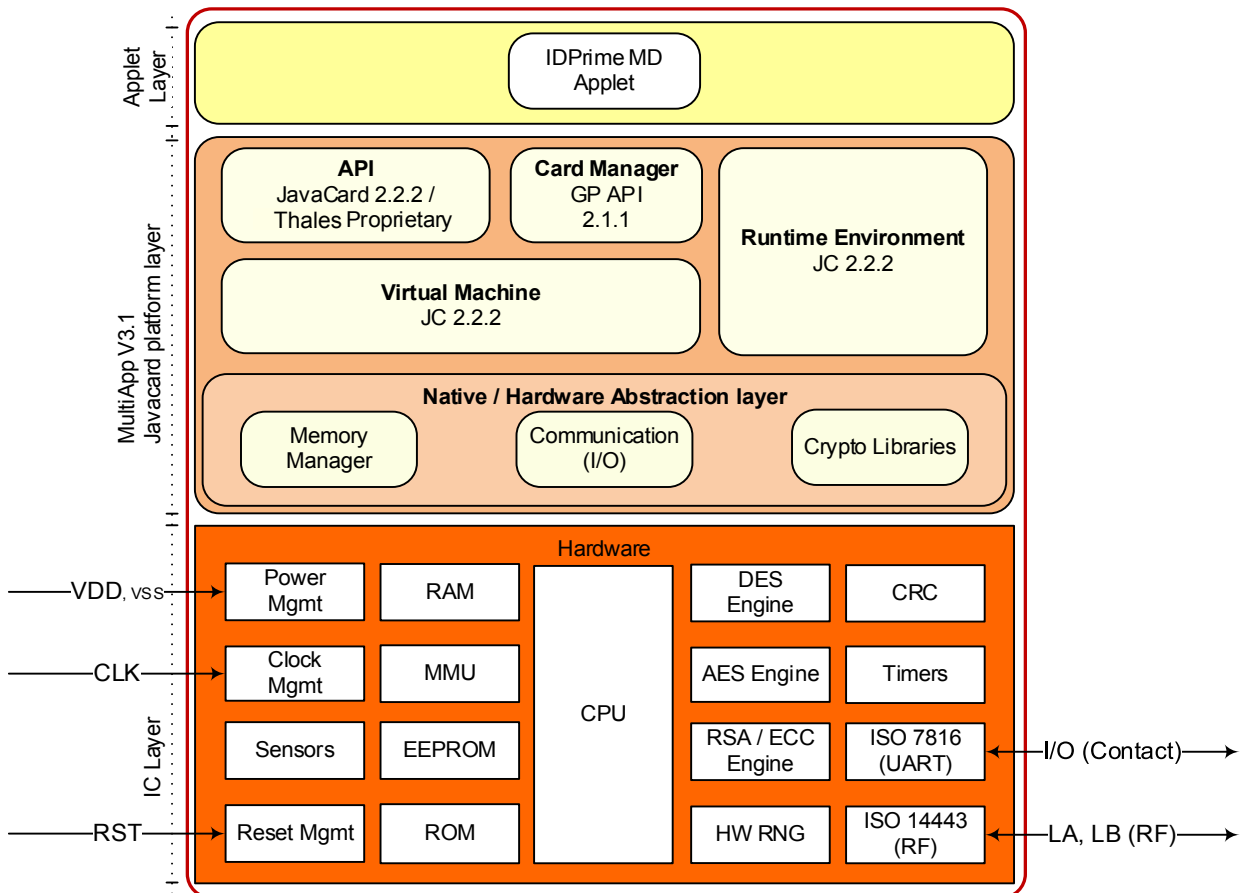 Applet
Layer
IDPrime MD
Applet
MultiApp V3.1
Javacard platform layer
API
JavaCard 2.2.2 /
Thales Proprietary
Card Manager
GP API
2.1.1
Runtime Environment
JC 2.2.2
Virtual Machine
JC 2.2.2
Native / Hardware Abstraction layer
Memory
Manager
Communication
(I/O)
Crypto Libraries
IC Layer
Hardware
VDD, VSS
Power
Mgmt
RAM
CPU
DES
Engine
CRC
CLK
Clock
Mgmt
MMU
AES Engine
Timers
Sensors
EEPROM
RSA / ECC
Engine
ISO 7816
(UART)
I/O (Contact)
RST
Reset Mgmt
ROM
HW RNG
ISO 14443
(RF)
LA, LB (RF)